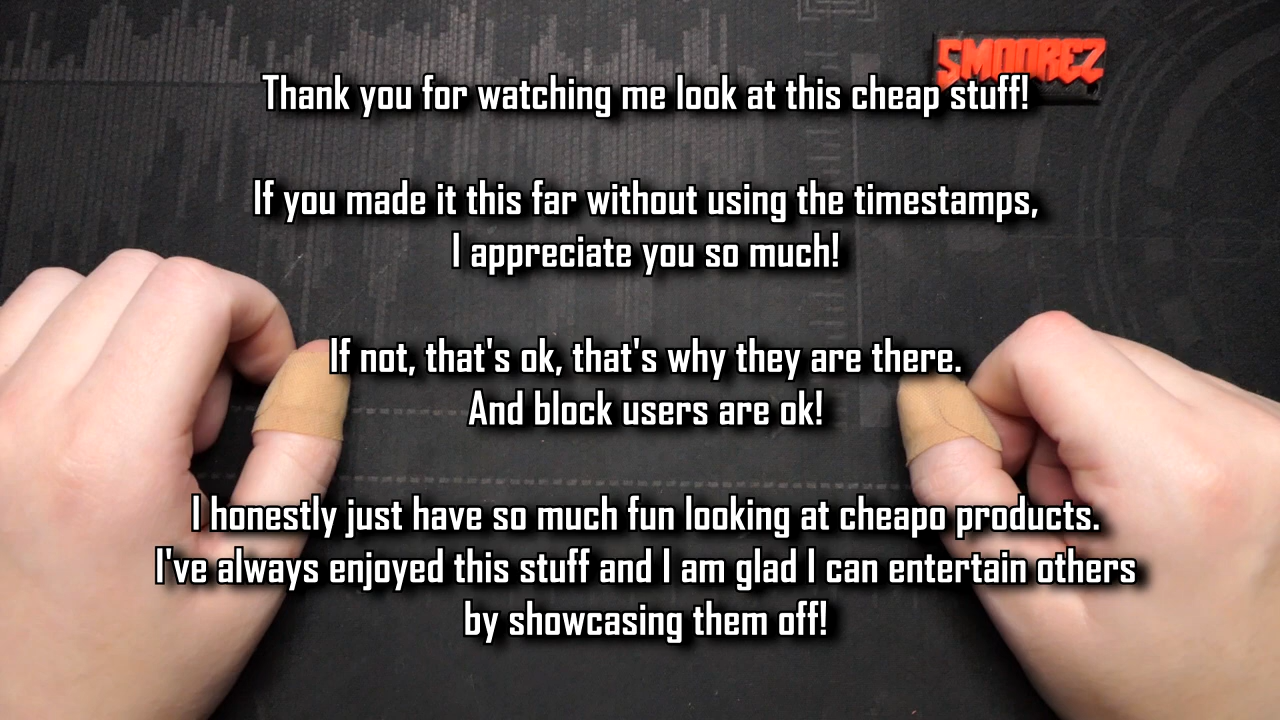 SMOOREZ
Thank you for watching me look at this cheap stuff!
If you made it this far without using the timestamps,
I appreciate you so much!
If not, that's ok, that's why they are there.
And block users are ok!
I honestly just have so much fun looking at cheapo products.
I've always enjoyed this stuff and I am glad I can entertain others
by showcasing them off!